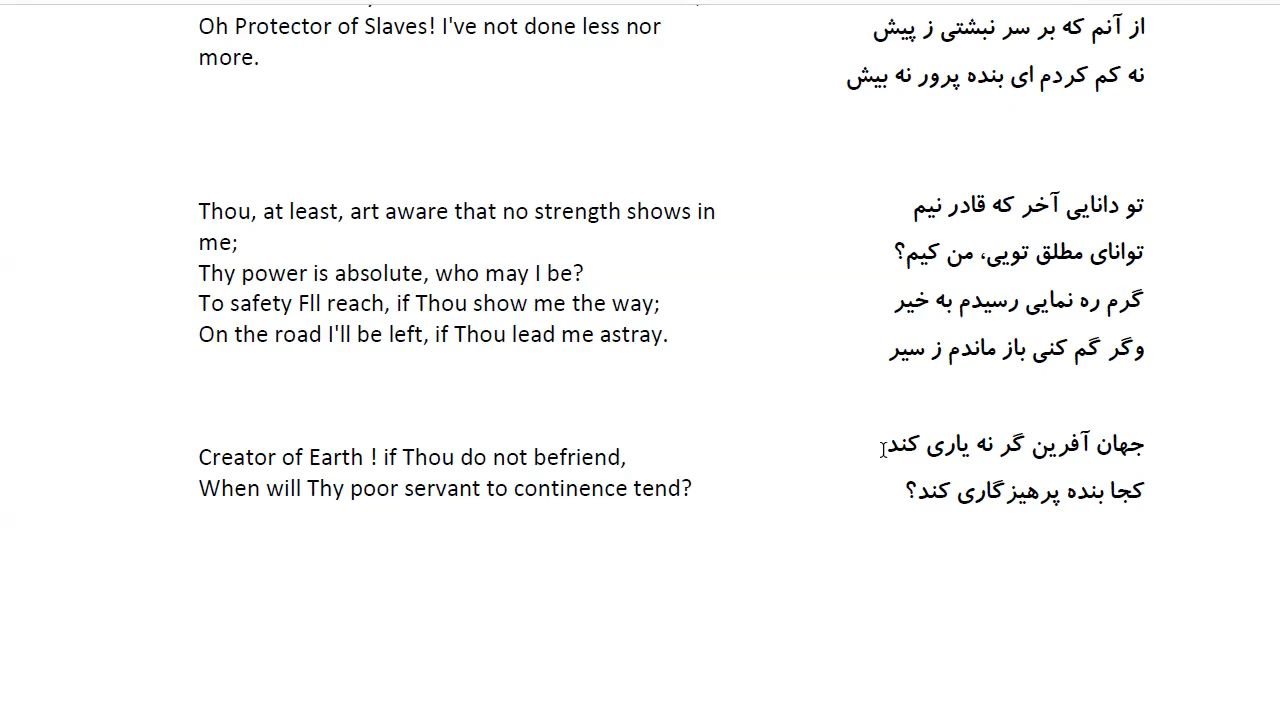 Oh Protector of Slaves! I've not done less nor
more.
از آنم که بر سر نبشتی ز پیش
نه کم کردم ای بنده پرور نه بیش
Thou, at least, art aware that no strength shows in
me;
Thy power is absolute, who may I be?
To safety Fll reach, if Thou show me the way;
On the road I'll be left, if Thou lead me astray.
تو دانایی آخر که قادر نیم
توانای مطلق تویی، من کیم؟
گرم ره نمایی رسیدم به خیر
وگر گم کنی باز ماندم ز سیر
Creator of Earth ! if Thou do not befriend,
When will Thy poor servant to continence tend?
جهان آفرین گر نه یاری کند
کجا بنده پرهیزگاری کند؟